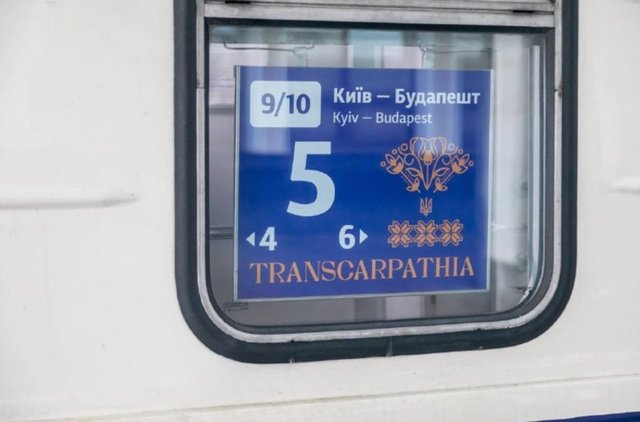 9/10
Київ — Будапешт
Kyiv — Budapest
5
4
6
TRANSCARPATHIA